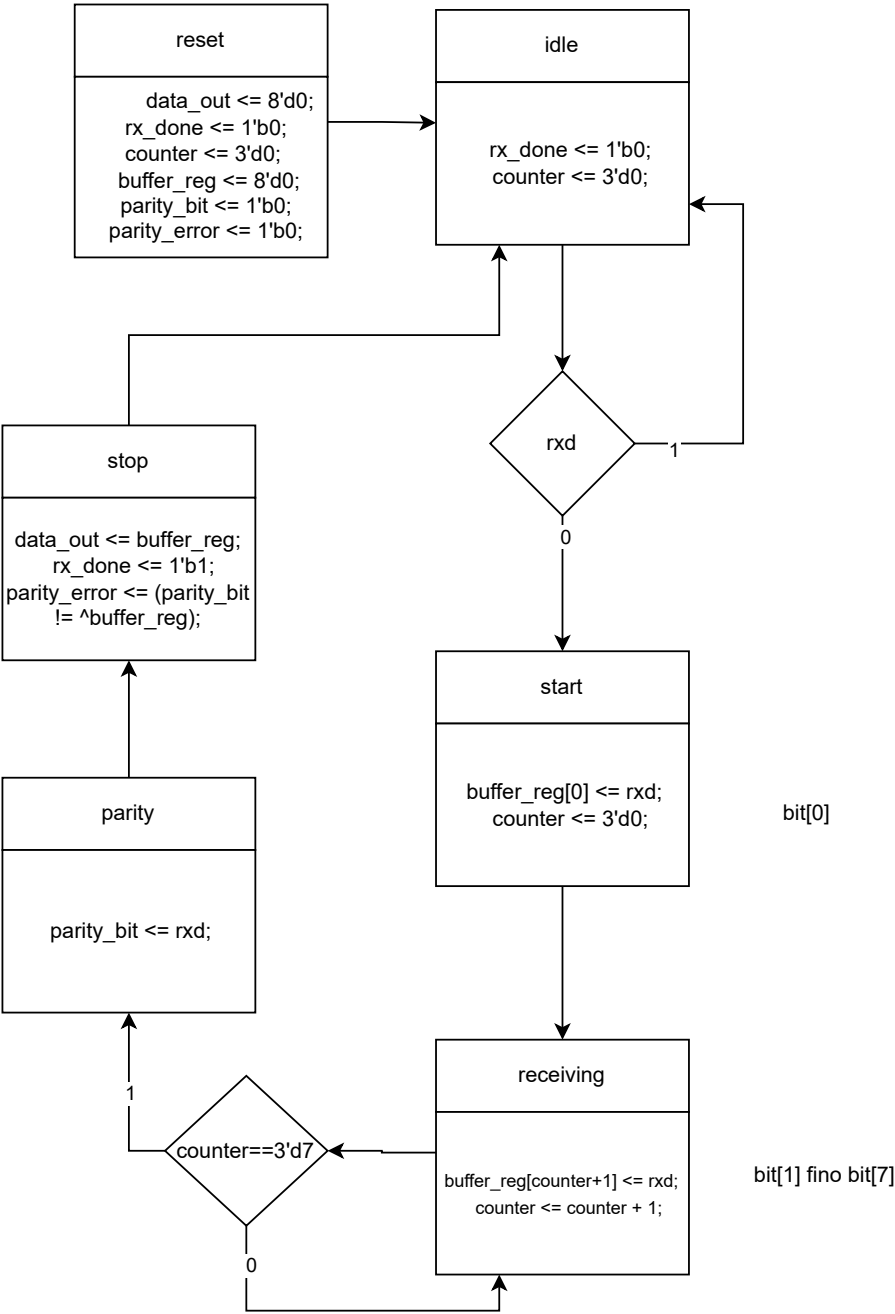 reset
data_out <= 8'd0;
rx_done <= 1'b0;
counter <= 3'd0;
buffer_reg <= 8'd0;
parity_bit <= 1'b0;
parity_error <= 1'b0;
idle
rx_done <= 1'b0;
counter <= 3'd0;
rxd
1
0
start
buffer_reg[0] <= rxd;
counter <= 3'd0;
bit[0]
receiving
buffer_reg[counter+1] <= rxd;
counter <= counter + 1;
bit[1] fino bit[7]
counter==3'd7
0
1
parity
parity_bit <= rxd;
stop
data_out <= buffer_reg;
rx_done <= 1'b1;
parity_error <= (parity_bit
!= ^buffer_reg);